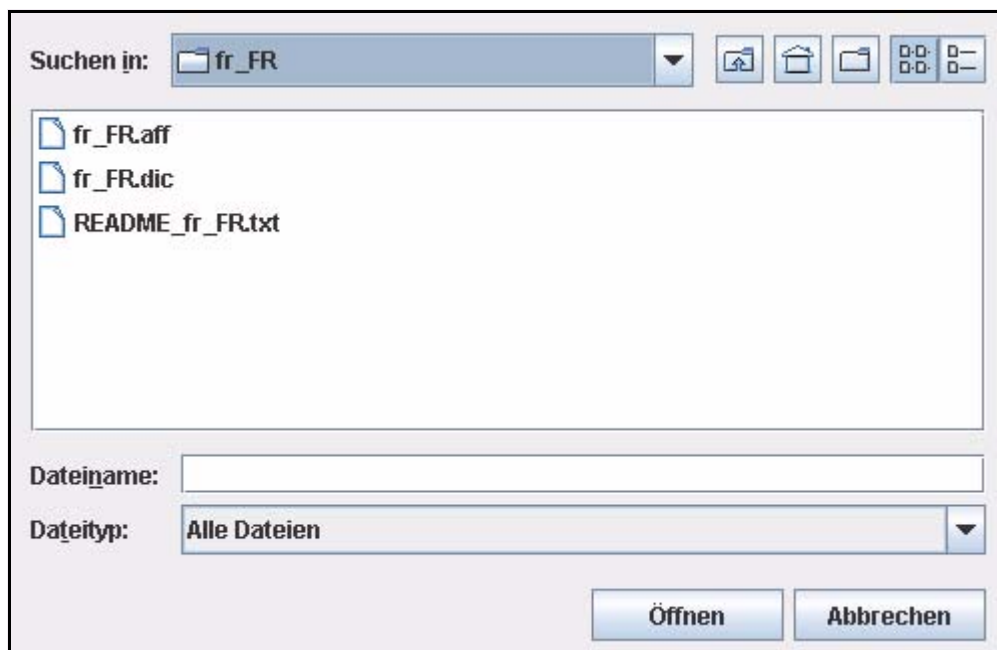 Suchen in: fr_FR
fr_FR.aff
fr_FR.dic
README_fr_FR.txt
Dateiname:
Dateityp: Alle Dateien
Öffnen Abbrechen